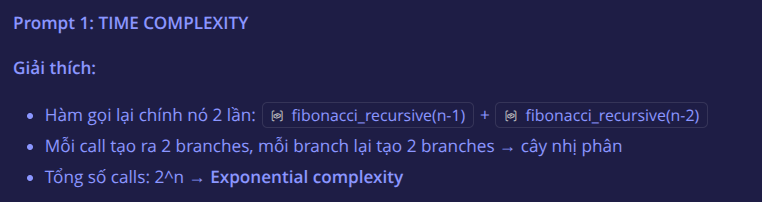 Prompt 1: TIME COMPLEXITY
Giải thích:
• Hàm gọi lại chính nó 2 lần: fibonacci_recursive(n-1) + fibonacci_recursive(n-2)
• Mỗi call tạo ra 2 branches, mỗi branch lại tạo 2 branches → cây nhị phân
• Tổng số calls: 2^n → Exponential complexity